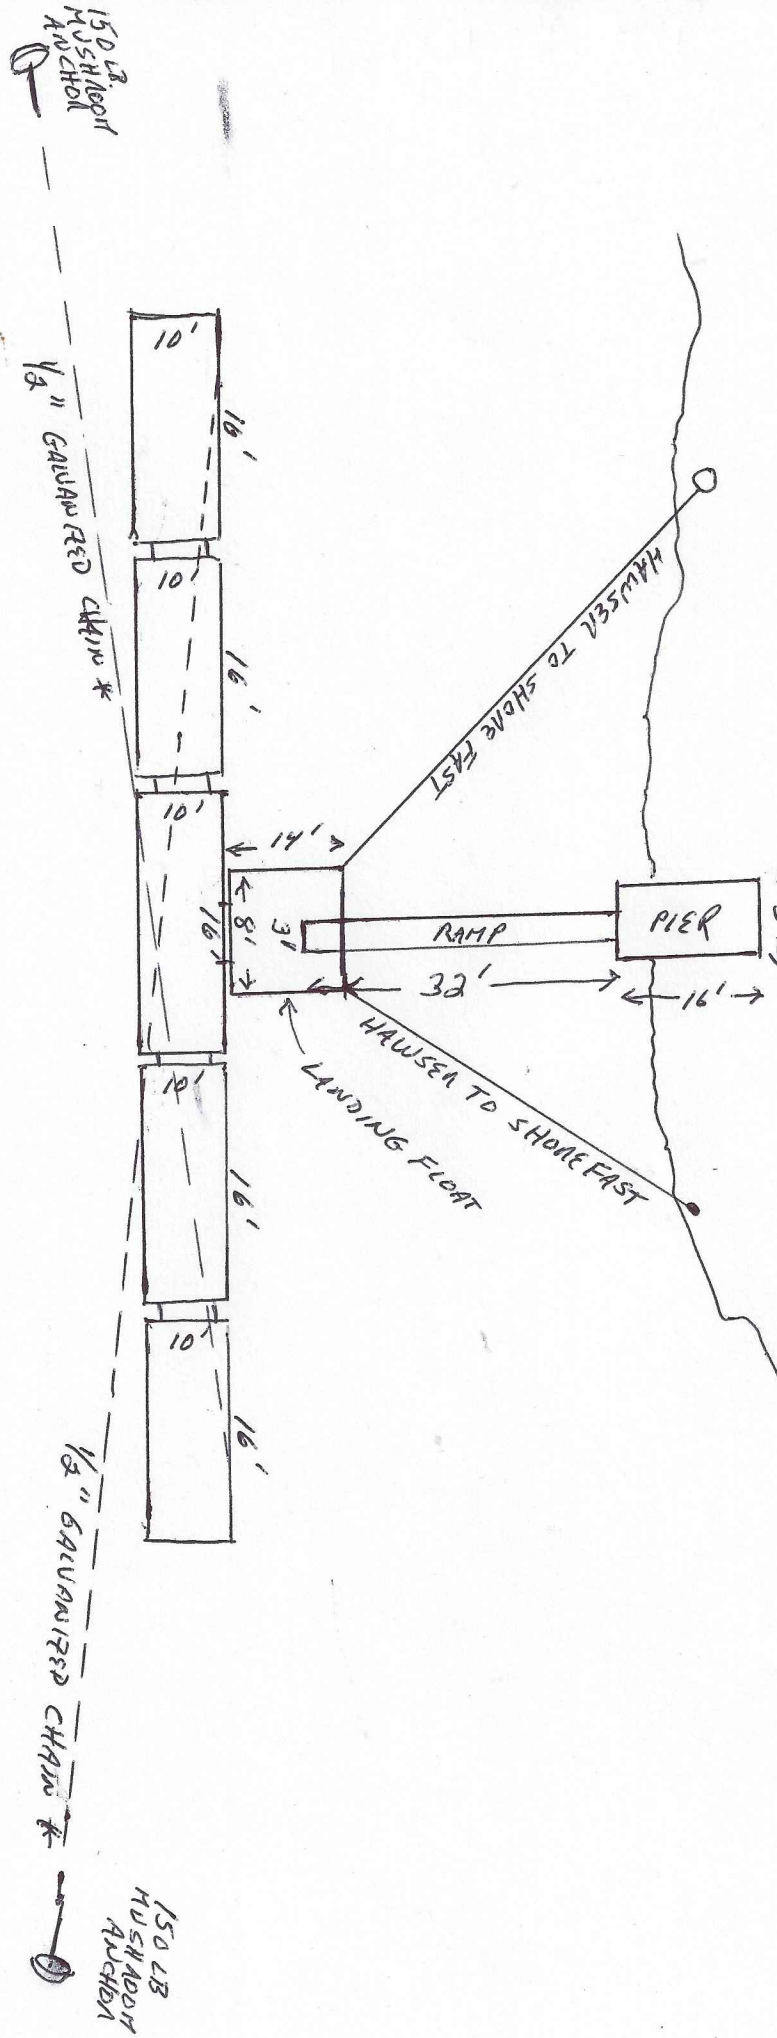 150 LB.
MUSHROOM
ANCHOR
1/2" GALVANIZED CHAIN *
10'
16'
10'
16'
10'
16'
10'
16'
10'
16'
14'
8'
3'
RAMP
32'
PIER
16'
HAWSER TO SHORE FAST
HAWSER TO SHOREFAST
LANDING FLOAT
1/2" GALVANIZED CHAIN *
150 LB
MUSHROOM
ANCHOR